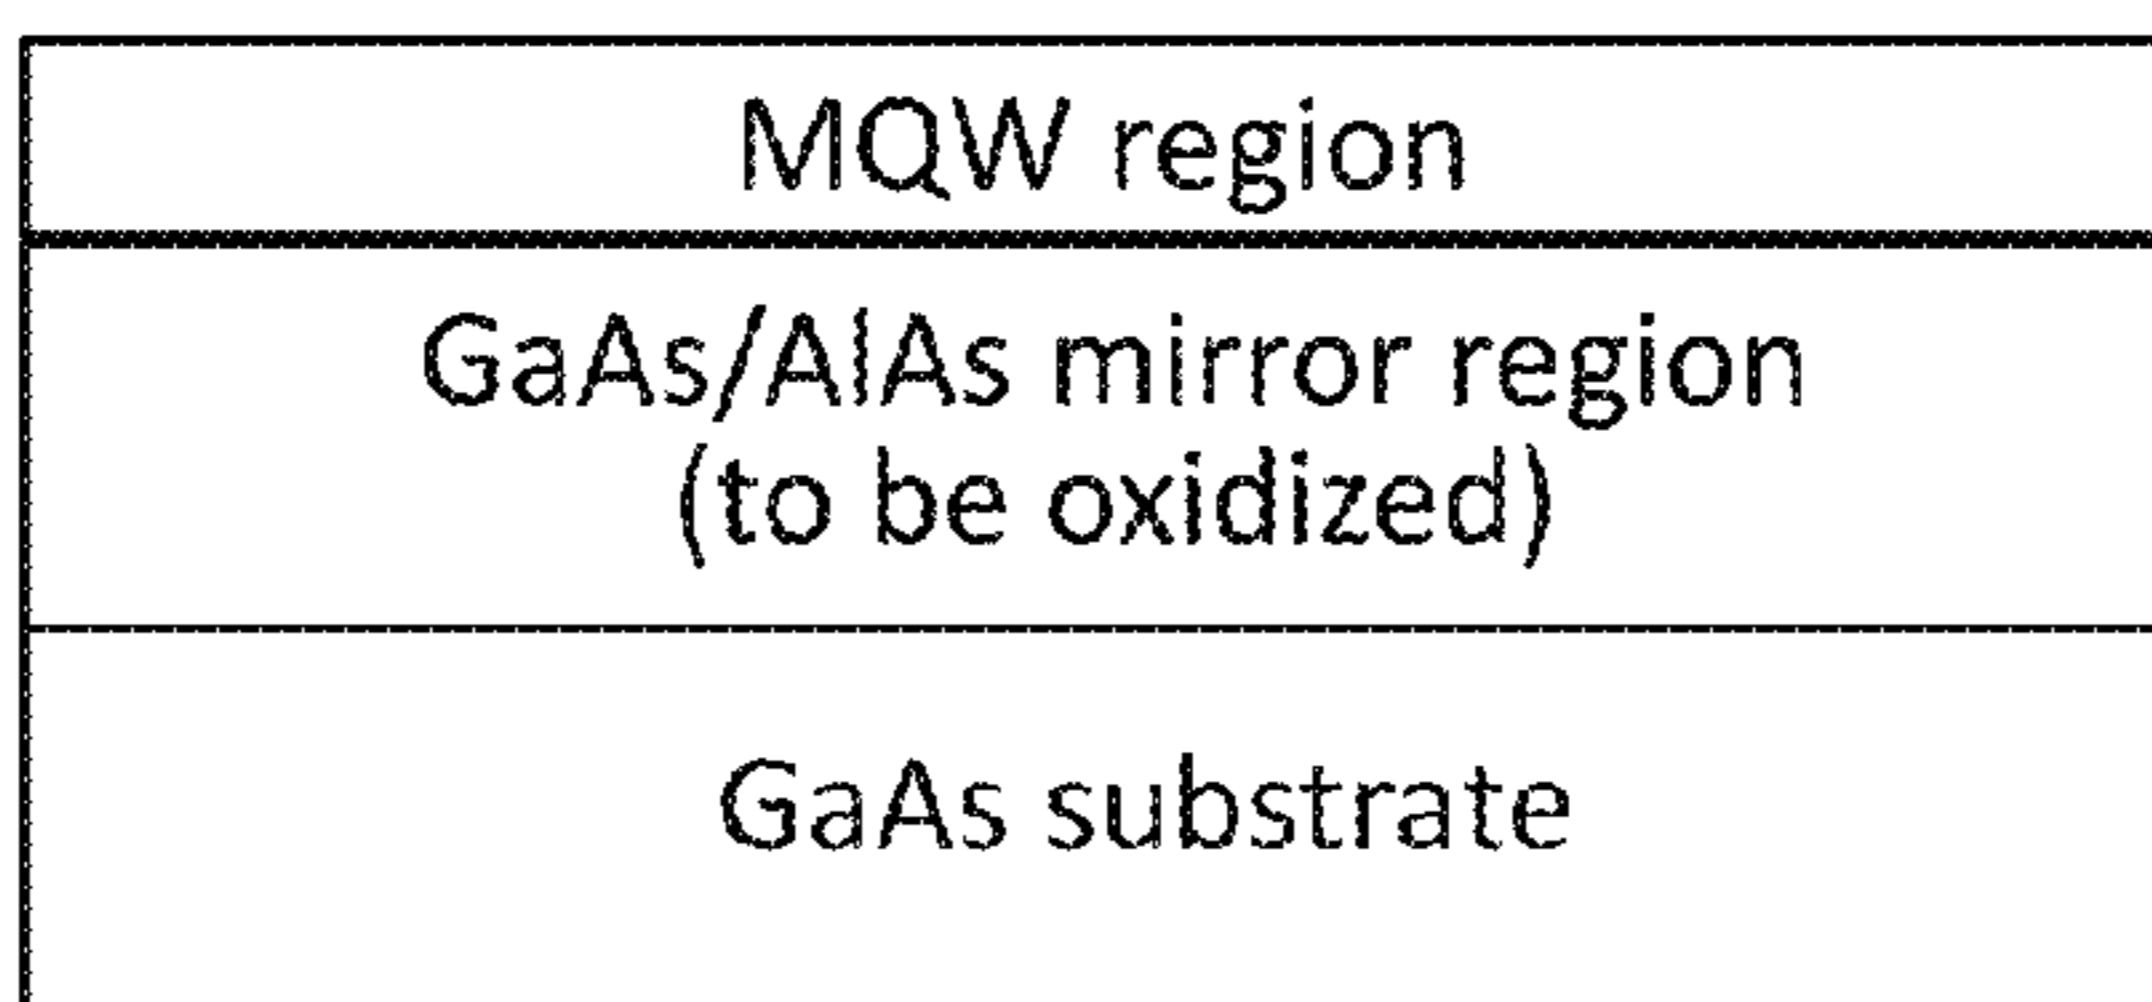 MQW region
GaAs/AlAs mirror region
(to be oxidized)
GaAs substrate